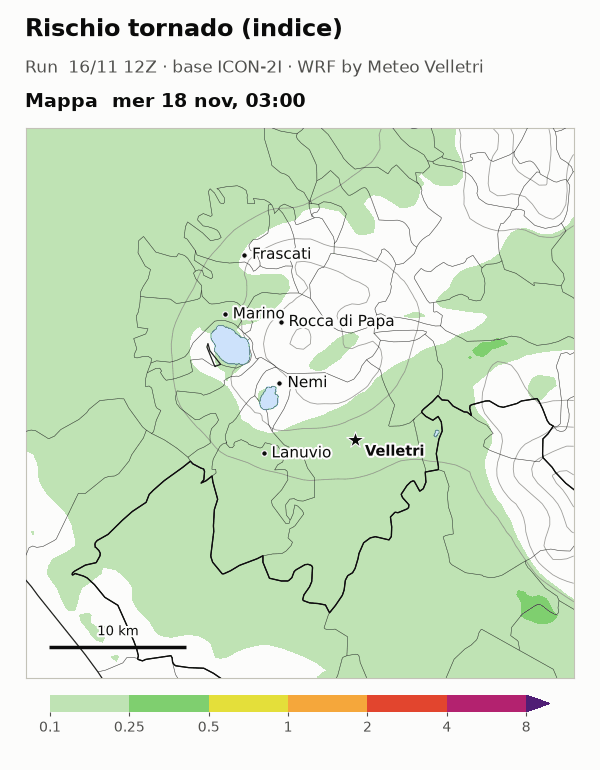 Rischio tornado (indice)
Run  16/11 12Z · base ICON-2I · WRF by Meteo Velletri
Mappa  mer 18 nov, 03:00
Frascati
Marino
Rocca di Papa
Nemi
Velletri
Lanuvio
10 km
0.1 0.25 0.5 1 2 4 8